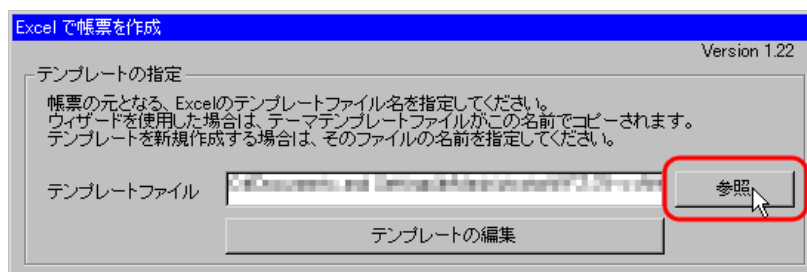 Excel で帳票を作成
Version 1.22
テンプレートの指定
帳票の元となる、Excelのテンプレートファイル名を指定してください。
ウィザードを使用した場合は、テーマテンプレートファイルがこの名前でコピーされます。
テンプレートを新規作成する場合は、そのファイルの名前を指定してください。
テンプレートファイル
参照
テンプレートの編集